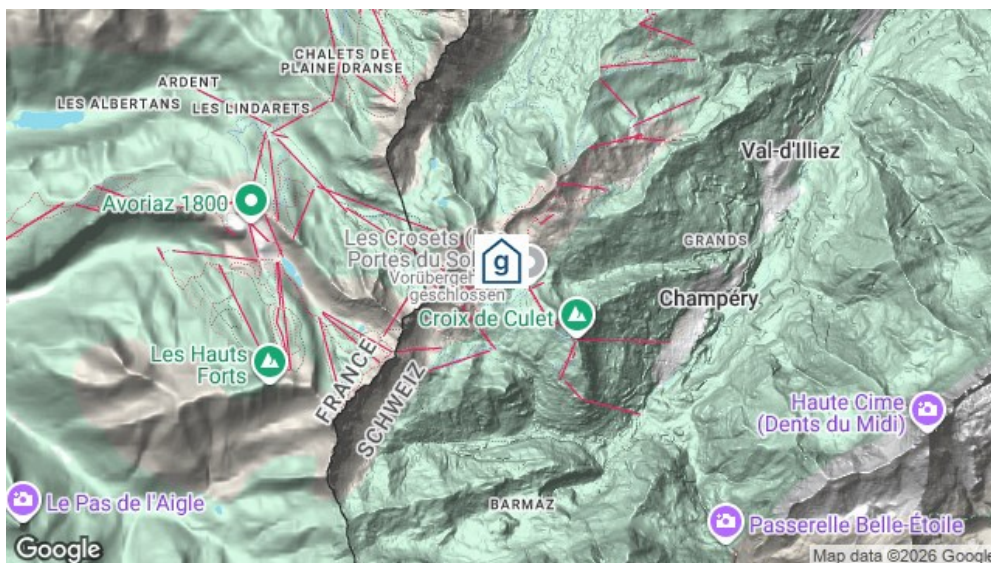 CHALETS DE
PLAINE DRANSE
ARDENT
LES ALBERTANS
LES LINDARETS
Val-d'Illiez
Avoriaz 1800
Les Crosets (
Portes du Sol
Vorübergeh
geschlossen
g
GRANDS
Champéry
Croix de Culet
Les Hauts
Forts
FRANCE
SCHWEIZ
Haute Cime
(Dents du Midi)
Le Pas de l'Aigle
BARMAZ
Passerelle Belle-Étoile
Google
Map data ©2026 Google